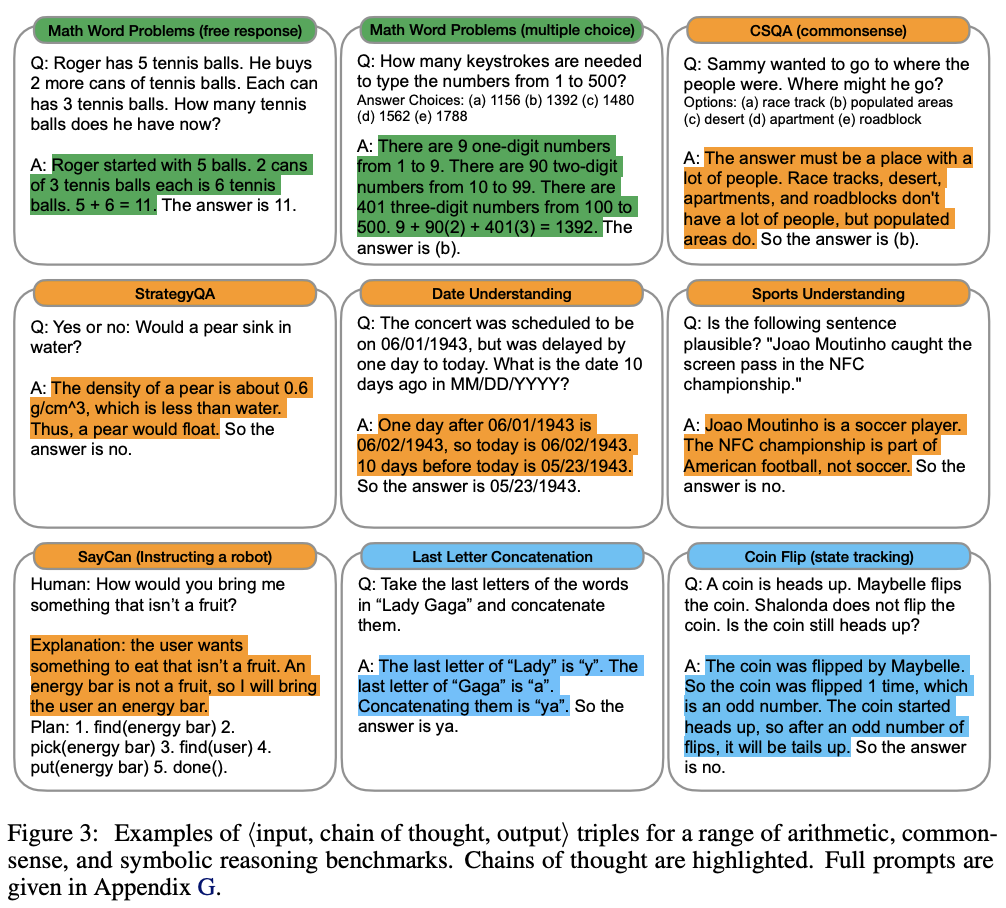 Math Word Problems (free response)
Q: Roger has 5 tennis balls. He buys
2 more cans of tennis balls. Each can
has 3 tennis balls. How many tennis
balls does he have now?
A: Roger started with 5 balls. 2 cans
of 3 tennis balls each is 6 tennis
balls. 5 + 6 = 11. The answer is 11.
Math Word Problems (multiple choice)
Q: How many keystrokes are needed
to type the numbers from 1 to 500?
Answer Choices: (a) 1156 (b) 1392 (c) 1480
(d) 1562 (e) 1788
A: There are 9 one-digit numbers
from 1 to 9. There are 90 two-digit
numbers from 10 to 99. There are
401 three-digit numbers from 100 to
500. 9 + 90(2) + 401(3) = 1392. The
answer is (b).
CSQA (commonsense)
Q: Sammy wanted to go to where the
people were. Where might he go?
Options: (a) race track (b) populated areas
(c) desert (d) apartment (e) roadblock
A: The answer must be a place with a
lot of people. Race tracks, desert,
apartments, and roadblocks don't
have a lot of people, but populated
areas do. So the answer is (b).
StrategyQA
Q: Yes or no: Would a pear sink in
water?
A: The density of a pear is about 0.6
g/cm^3, which is less than water.
Thus, a pear would float. So the
answer is no.
Date Understanding
Q: The concert was scheduled to be
on 06/01/1943, but was delayed by
one day to today. What is the date 10
days ago in MM/DD/YYYY?
A: One day after 06/01/1943 is
06/02/1943, so today is 06/02/1943.
10 days before today is 05/23/1943.
So the answer is 05/23/1943.
Sports Understanding
Q: Is the following sentence
plausible? "Joao Moutinho caught the
screen pass in the NFC
championship."
A: Joao Moutinho is a soccer player.
The NFC championship is part of
American football, not soccer. So the
answer is no.
SayCan (Instructing a robot)
Human: How would you bring me
something that isn’t a fruit?
Explanation: the user wants
something to eat that isn’t a fruit. An
energy bar is not a fruit, so I will bring
the user an energy bar.
Plan: 1. find(energy bar) 2.
pick(energy bar) 3. find(user) 4.
put(energy bar) 5. done().
Last Letter Concatenation
Q: Take the last letters of the words
in “Lady Gaga” and concatenate
them.
A: The last letter of “Lady” is “y”. The
last letter of “Gaga” is “a”.
Concatenating them is “ya”. So the
answer is ya.
Coin Flip (state tracking)
Q: A coin is heads up. Maybelle flips
the coin. Shalonda does not flip the
coin. Is the coin still heads up?
A: The coin was flipped by Maybelle.
So the coin was flipped 1 time, which
is an odd number. The coin started
heads up, so after an odd number of
flips, it will be tails up. So the answer
is no.
Figure 3: Examples of ⟨input, chain of thought, output⟩ triples for a range of arithmetic, common-
sense, and symbolic reasoning benchmarks. Chains of thought are highlighted. Full prompts are
given in Appendix G.